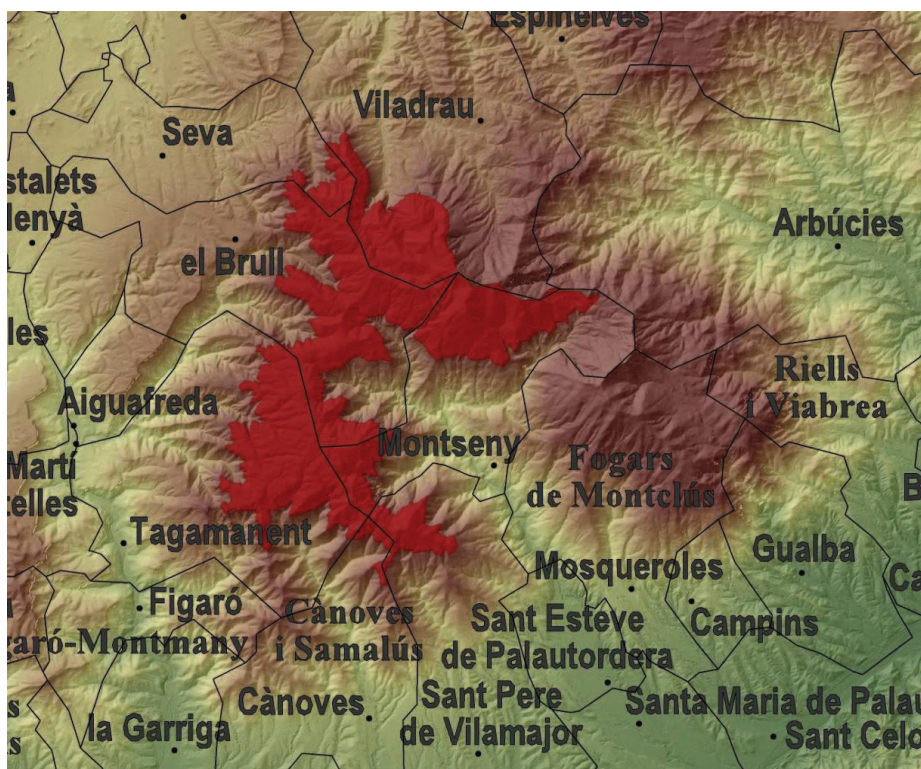 Espinelves
Viladrau
Seva
stalets
lenyà
Arbúcies
el Brull
les
Riells
i Viabrea
Aiguafreda
Montseny
Fogars
de Montclús
Martí
telles
B
Tagamanent
Gualba
Mosqueroles
Ca
Figaró
Cànoves
i Samalús
Sant Esteve
de Palautordera
Campins
garó-Montmany
Cànoves
Sant Pere
de Vilamajor
Santa Maria de Palau
la Garriga
Sant Celo